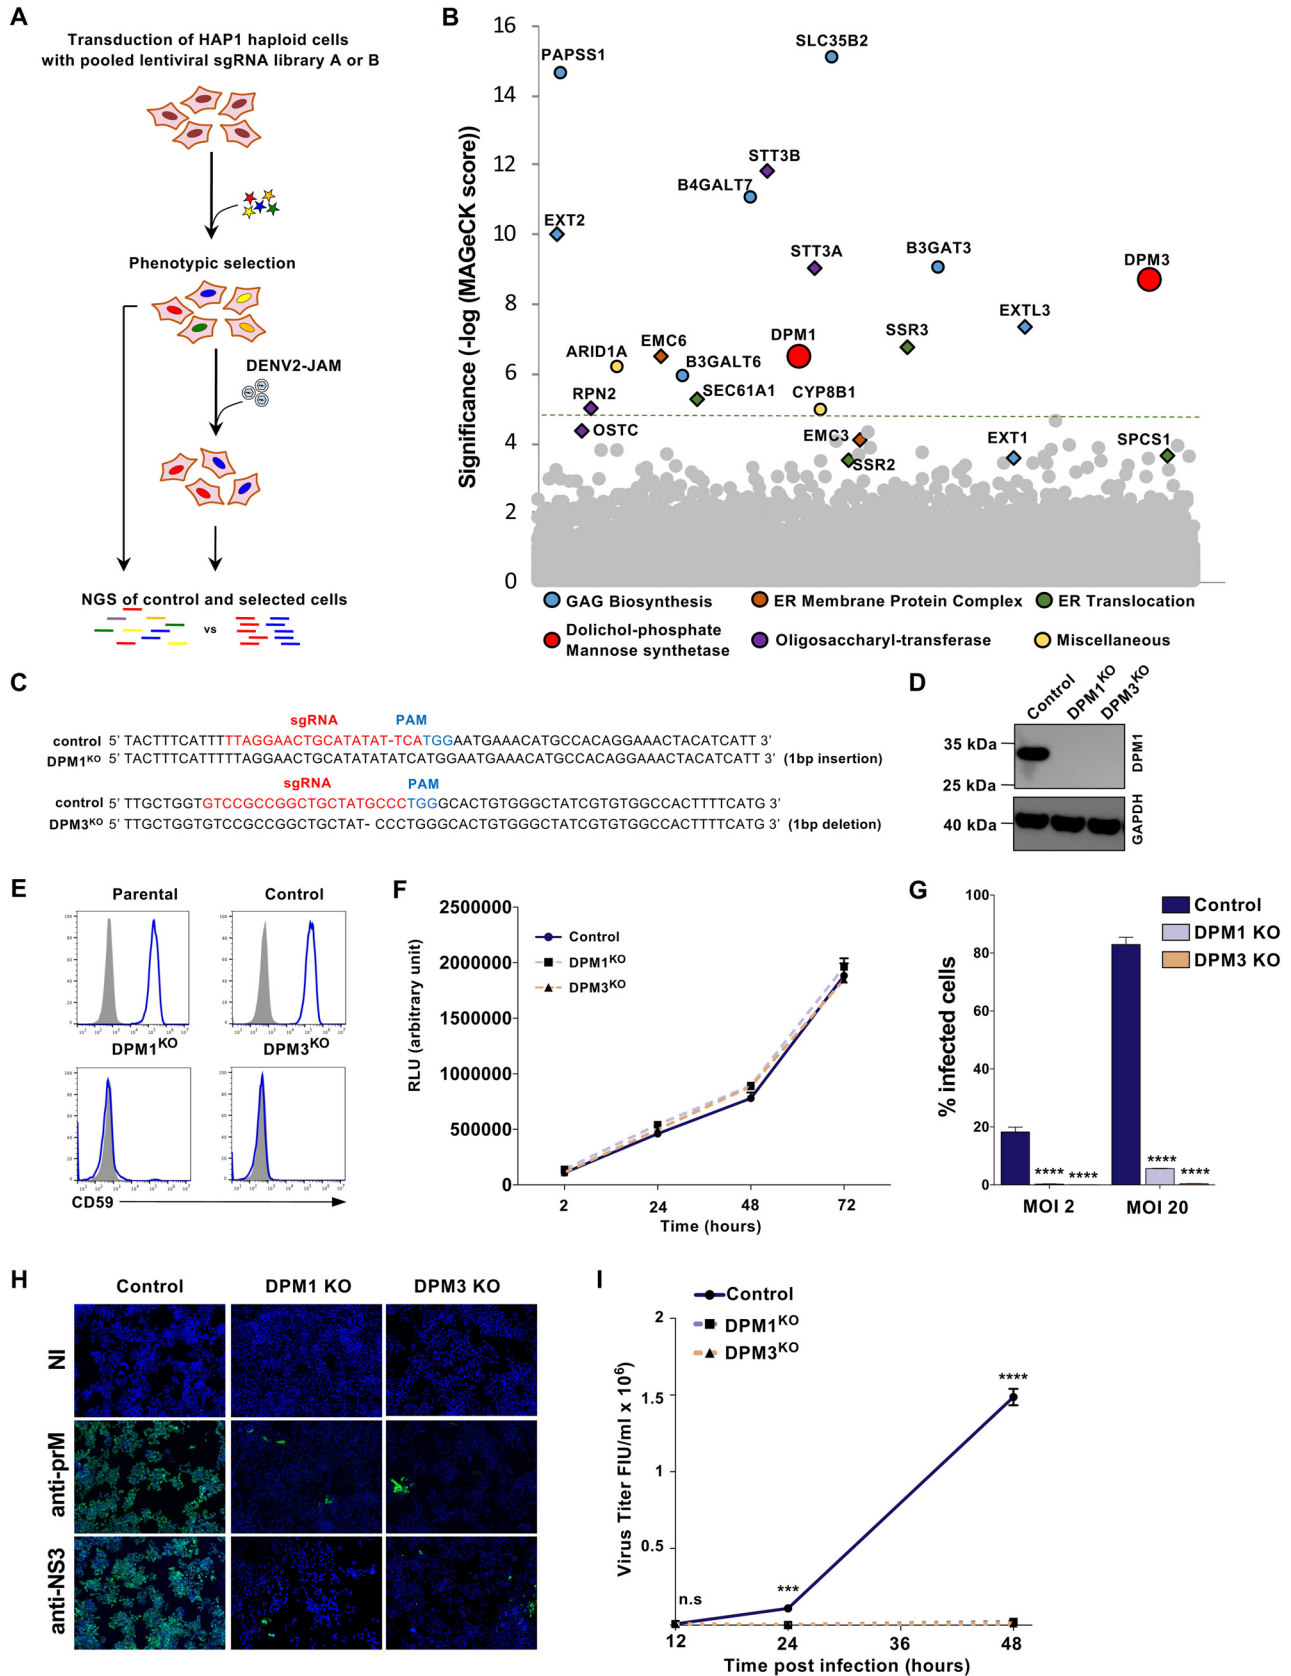 A
Transduction of HAP1 haploid cells
with pooled lentiviral sgRNA library A or B
Phenotypic selection
DENV2-JAM
NGS of control and selected cells
vs
B
Significance (-log (MAGeCK score))
16
14
12
10
8
6
4
2
0
PAPSS1
SLC35B2
STT3B
B4GALT7
EXT2
STT3A
B3GAT3
DPM3
EXTL3
ARID1A
EMC6
DPM1
SSR3
B3GALT6
RPN2
SEC61A1
CYP8B1
OSTC
EMC3
SSR2
EXT1
SPCS1
GAG Biosynthesis
ER Membrane Protein Complex
ER Translocation
Dolichol-phosphate
Mannose synthetase
Oligosaccharyl-transferase
Miscellaneous
C
sgRNA PAM
control 5' TACTTTCATTTTTAGGAACTGCATATAT-TCATGGAATGAAACATGCCACAGGAAACTACATCATT 3'
DPM1KO 5' TACTTTCATTTTTAGGAACTGCATATATATCATGGAATGAAACATGCCACAGGAAACTACATCATT 3' (1bp insertion)
sgRNA PAM
control 5' TTGCTGGTGTCCGCCGGCTGCTATGCCCTGGGCACTGTGGGCTATCGTGTGGCCACTTTTCATG 3'
DPM3KO 5' TTGCTGGTGTCCGCCGGCTGCTAT- CCCTGGGCACTGTGGGCTATCGTGTGGCCACTTTTCATG 3' (1bp deletion)
D
Control
DPM1KO
DPM3KO
35 kDa
25 kDa
DPM1
40 kDa
GAPDH
E
Parental
Control
DPM1KO
DPM3KO
CD59
F
RLU (arbitrary unit)
2500000
2000000
1500000
1000000
500000
0
Control
DPM1KO
DPM3KO
2 24 48 72
Time (hours)
G
% infected cells
100
80
60
40
20
0
Control
DPM1 KO
DPM3 KO
**** ****
**** ****
MOI 2 MOI 20
H
Control DPM1 KO DPM3 KO
NI
anti-prM
anti-NS3
I
Control
DPM1KO
DPM3KO
Virus Titer FIU/ml x 10⁶)
2
1.5
1
0.5
n.s
***
****
12 24 36 48
Time post infection (hours)